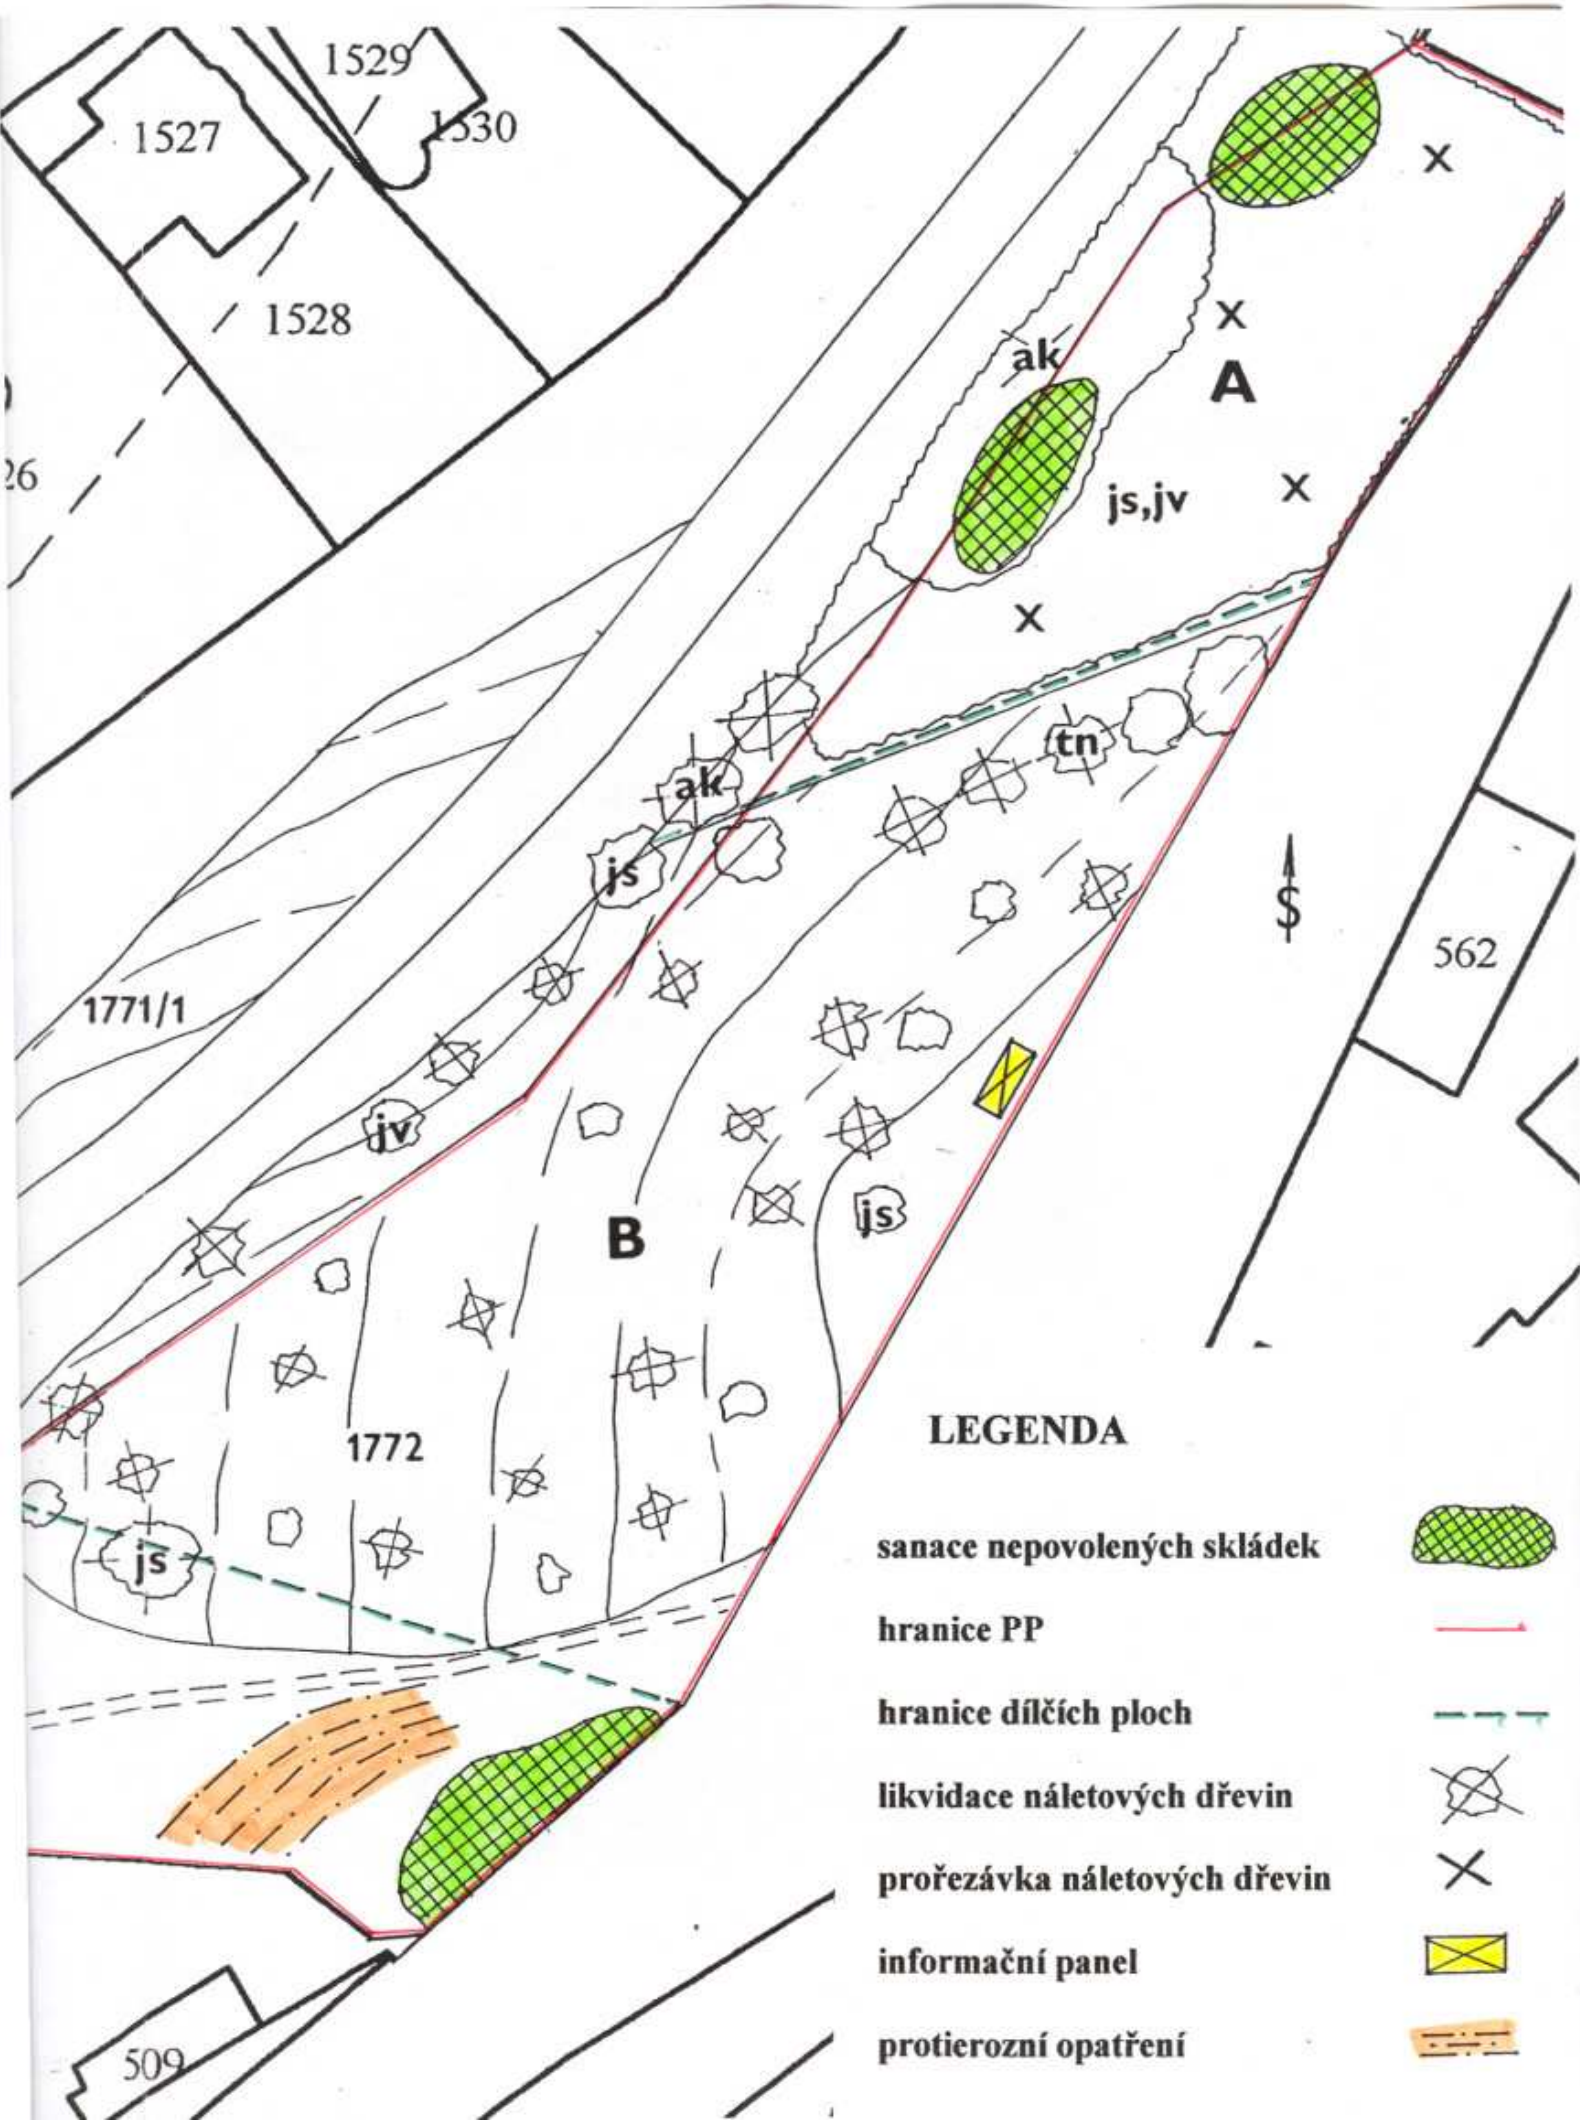 1529
1530
1527
1528
26
x
x
ak
A
js,jv
x
x
tn
ak
js
S
562
1771/1
jv
js
B
1772
js
LEGENDA
sanace nepovolených skládek
hranice PP
hranice dílčích ploch
likvidace náletových dřevin
prořezávka náletových dřevin
informační panel
protierozní opatření
509